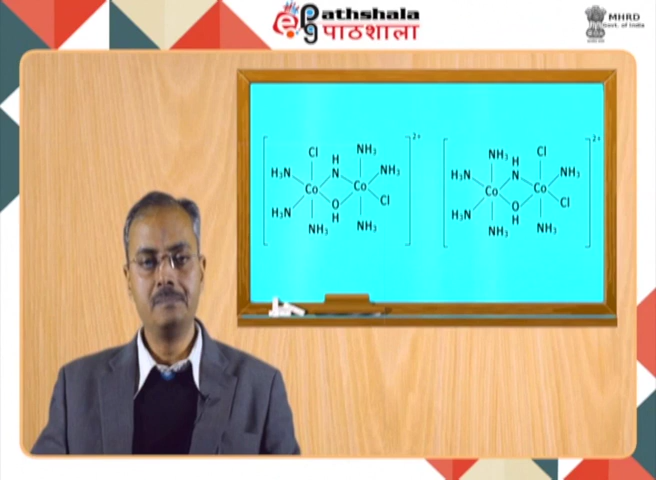 e Pathshala
pg पाठशाला
MHRD
Govt. of India
2+
2+
Cl
H
NH₃
H₃N
N
NH₃
Co
Co
Cl
O
H₃N
H
NH₃
NH₃
NH₃
H
Cl
H₃N
N
NH₃
Co
Co
Cl
O
H₃N
H
NH₃
NH₃